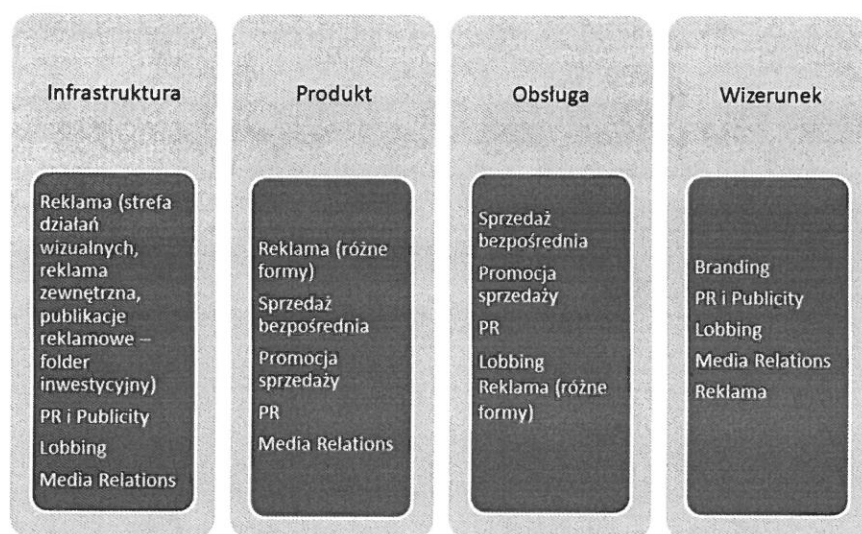 Infrastruktura
Reklama (strefa
działań
wizualnych,
reklama
zewnętrzna,
publikacje
reklamowe –
folder
inwestycyjny)
PR i Publicity
Lobbing
Media Relations
Produkt
Reklama (różne
formy)
Sprzedaż
bezpośrednia
Promocja
sprzedaży
PR
Media Relations
Obsługa
Sprzedaż
bezpośrednia
Promocja
sprzedaży
PR
Lobbing
Reklama (różne
formy)
Wizerunek
Branding
PR i Publicity
Lobbing
Media Relations
Reklama